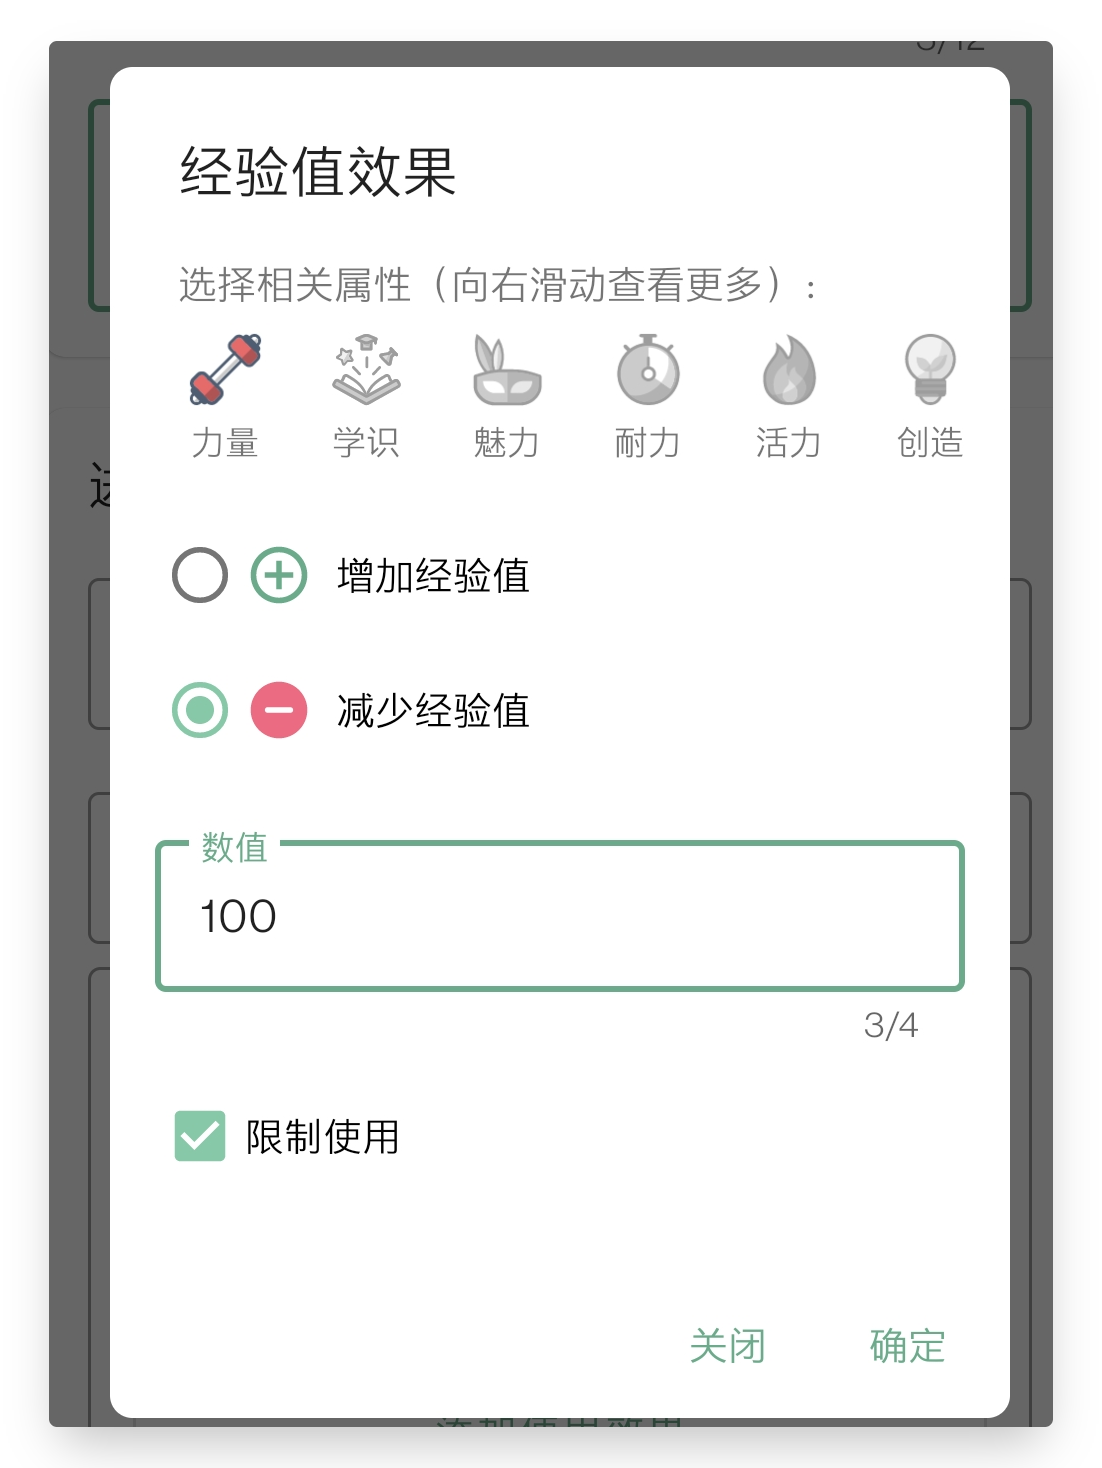 经验值效果
选择相关属性（向右滑动查看更多）:
力量 学识 魅力 耐力 活力 创造
增加经验值
减少经验值
数值
100
3/4
限制使用
关闭 确定